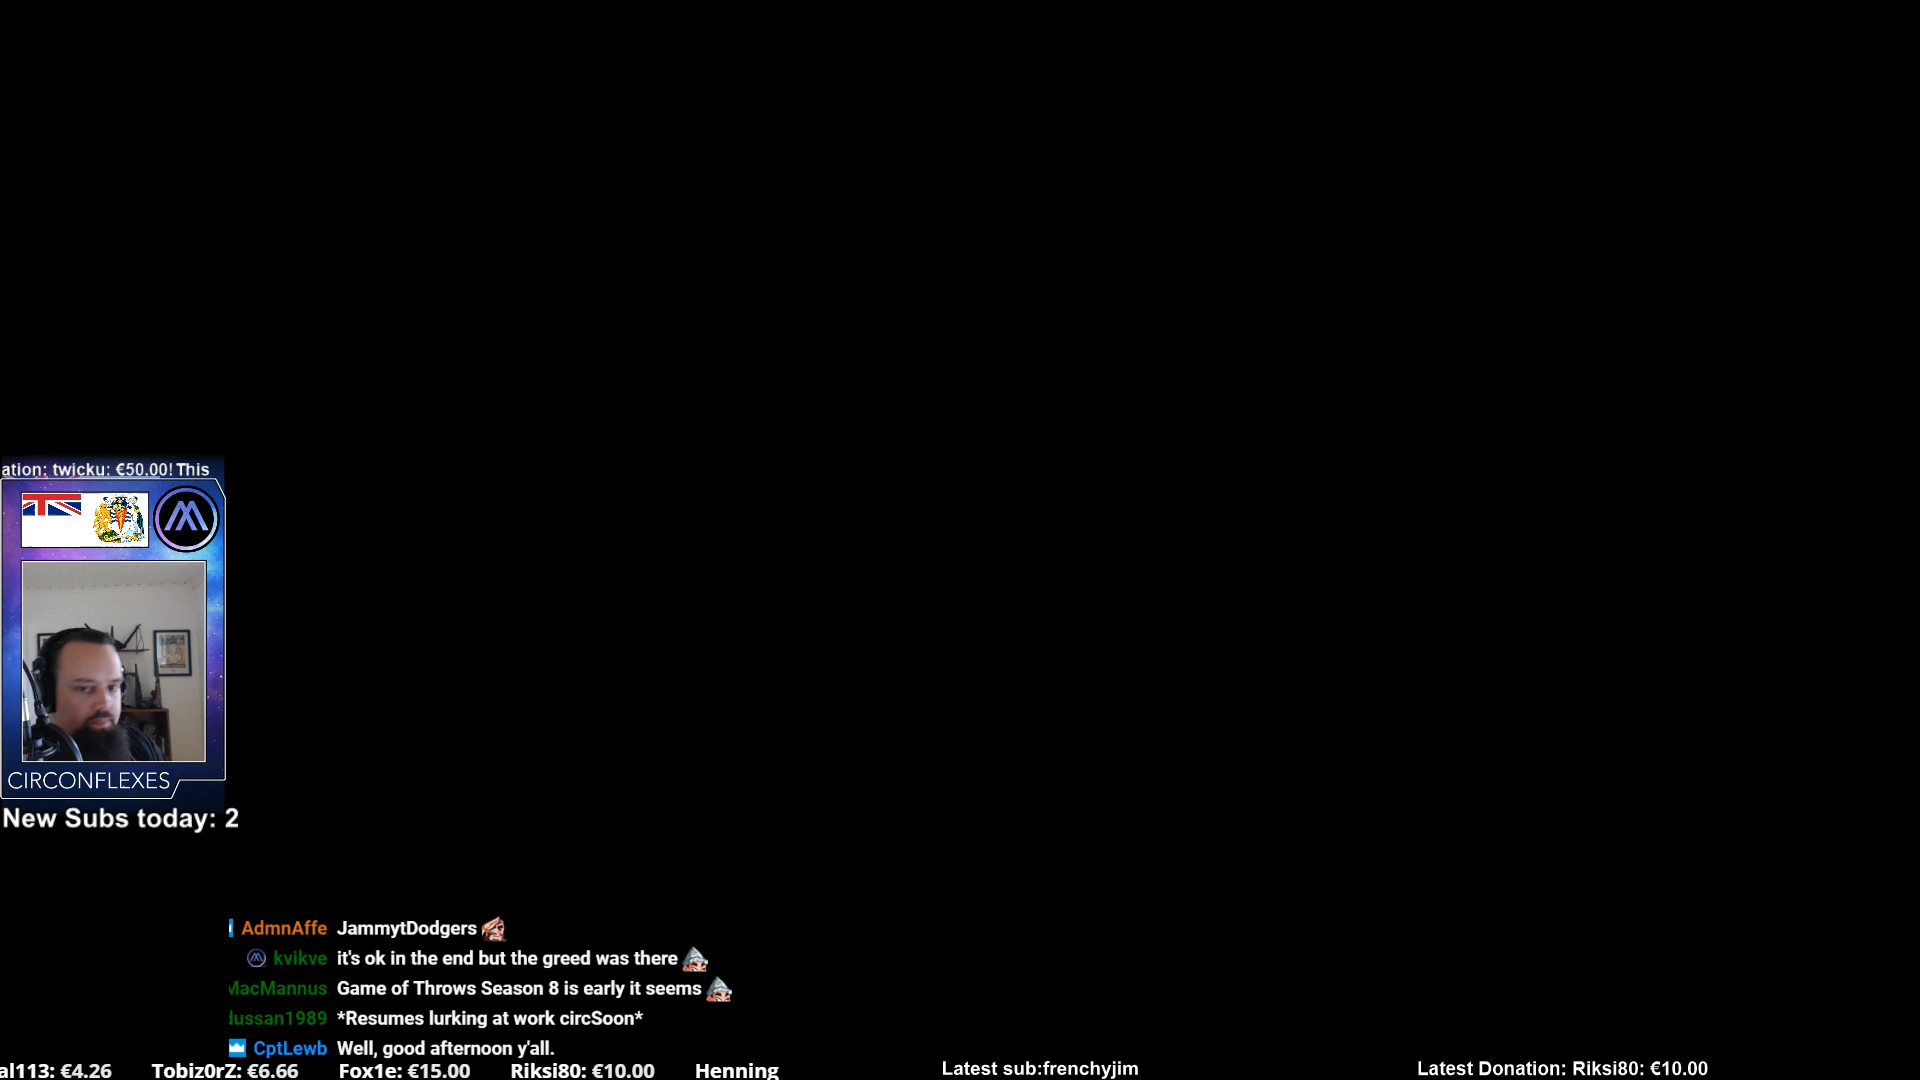 ation: twicku: €50.00! This
CIRCONFLEXES
New Subs today: 2
AdmnAffe JammytDodgers
kvikve it's ok in the end but the greed was there
MacMannus Game of Throws Season 8 is early it seems
ussan1989 *Resumes lurking at work circSoon*
CptLewb Well, good afternoon y'all.
al113: €4.26 Tobiz0rZ: €6.66 Fox1e: €15.00 Riksi80: €10.00 Henning
Latest sub:frenchyjim
Latest Donation: Riksi80: €10.00